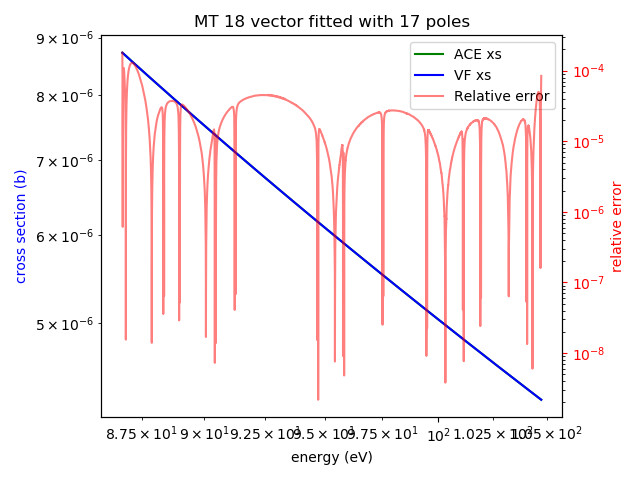 MT 18 vector fitted with 17 poles
ACE xs
VF xs
Relative error
9 × 10⁻⁶
8 × 10⁻⁶
7 × 10⁻⁶
6 × 10⁻⁶
5 × 10⁻⁶
cross section (b)
10⁻⁴
10⁻⁵
10⁻⁶
10⁻⁷
10⁻⁸
relative error
8.75 × 10¹ 9 × 10¹ 9.25 × 10¹ 9.5 × 10¹ 9.75 × 10¹ 10² 1.025 × 10² 1.05 × 10²
energy (eV)